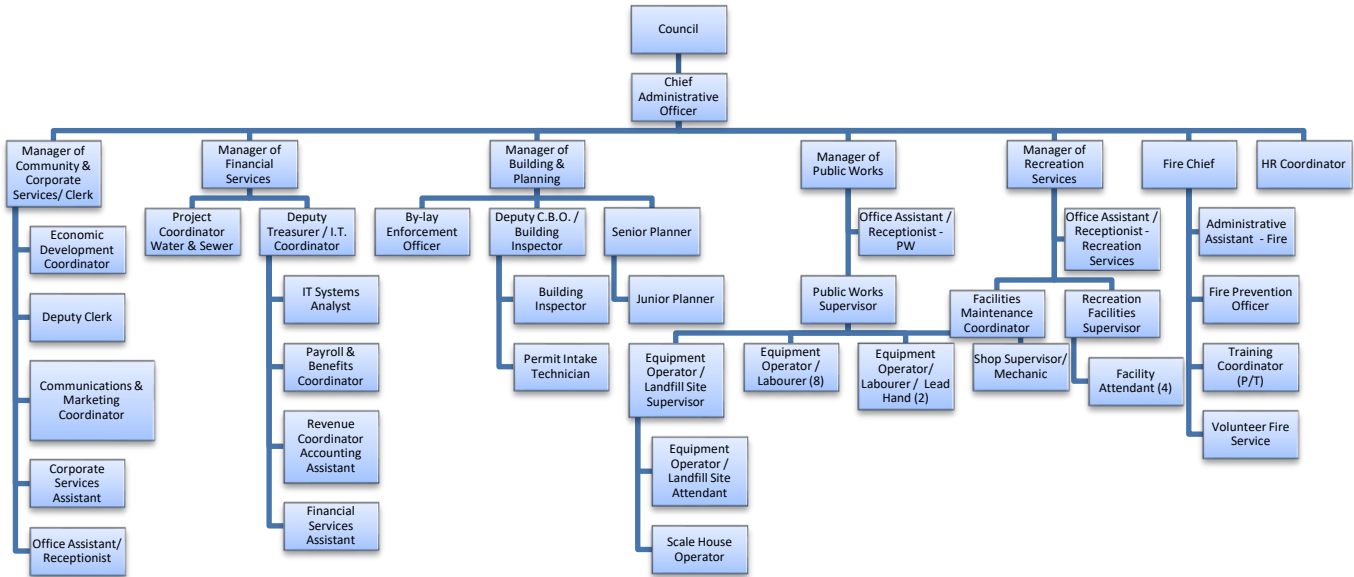 Council
Chief
Administrative
Officer
Manager of
Community &
Corporate
Services/ Clerk
Manager of
Financial
Services
Manager of
Building &
Planning
Manager of
Public Works
Manager of
Recreation
Services
Fire Chief
HR Coordinator
Economic
Development
Coordinator
Deputy Clerk
Communications &
Marketing
Coordinator
Corporate
Services
Assistant
Office Assistant/
Receptionist
Project
Coordinator
Water & Sewer
Deputy
Treasurer / I.T.
Coordinator
IT Systems
Analyst
Payroll &
Benefits
Coordinator
Revenue
Coordinator
Accounting
Assistant
Financial
Services
Assistant
By-lay
Enforcement
Officer
Deputy C.B.O. /
Building
Inspector
Building
Inspector
Permit Intake
Technician
Senior Planner
Junior Planner
Office Assistant /
Receptionist -
PW
Public Works
Supervisor
Equipment
Operator /
Landfill Site
Supervisor
Equipment
Operator /
Landfill Site
Attendant
Scale House
Operator
Equipment
Operator /
Labourer (8)
Equipment
Operator/
Labourer /  Lead
Hand (2)
Shop Supervisor/
Mechanic
Office Assistant /
Receptionist -
Recreation
Services
Facilities
Maintenance
Coordinator
Recreation
Facilities
Supervisor
Facility
Attendant (4)
Administrative
Assistant  - Fire
Fire Prevention
Officer
Training
Coordinator
(P/T)
Volunteer Fire
Service